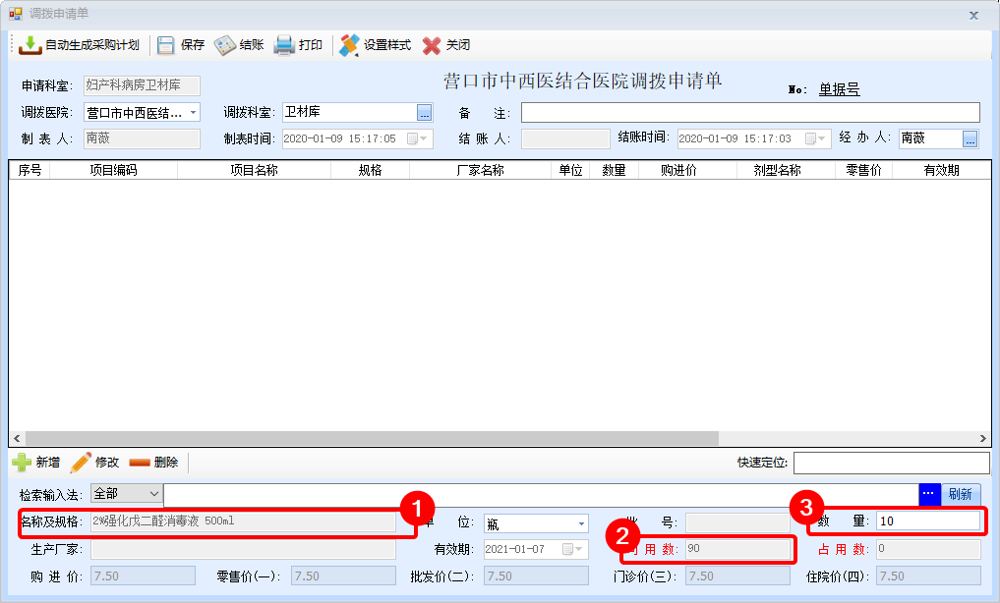 调拨申请单
自动生成采购计划 保存 结账 打印 设置样式 关闭
营口市中西医结合医院调拨申请单
No: 单据号
申请科室: 妇产科病房卫材库
调拨医院: 营口市中西医结... 调拨科室: 卫材库 ... 备 注:
制 表 人: 南薇 制表时间: 2020-01-09 15:17:05 结 账 人: 结账时间: 2020-01-09 15:17:03 经 办 人: 南薇 ...
序号 项目编码 项目名称 规格 厂家名称 单位 数量 购进价 剂型名称 零售价 有效期
新增 修改 删除 快速定位:
检索输入法: 全部 ... 刷新
名称及规格: 2%强化戊二醛消毒液 500ml 1 位: 瓶 号: 3 数 量: 10
生产厂家: 有效期: 2021-01-07 2 用 数: 90 占 用 数: 0
购 进 价: 7.50 零售价(一): 7.50 批发价(二): 7.50 门诊价(三): 7.50 住院价(四): 7.50